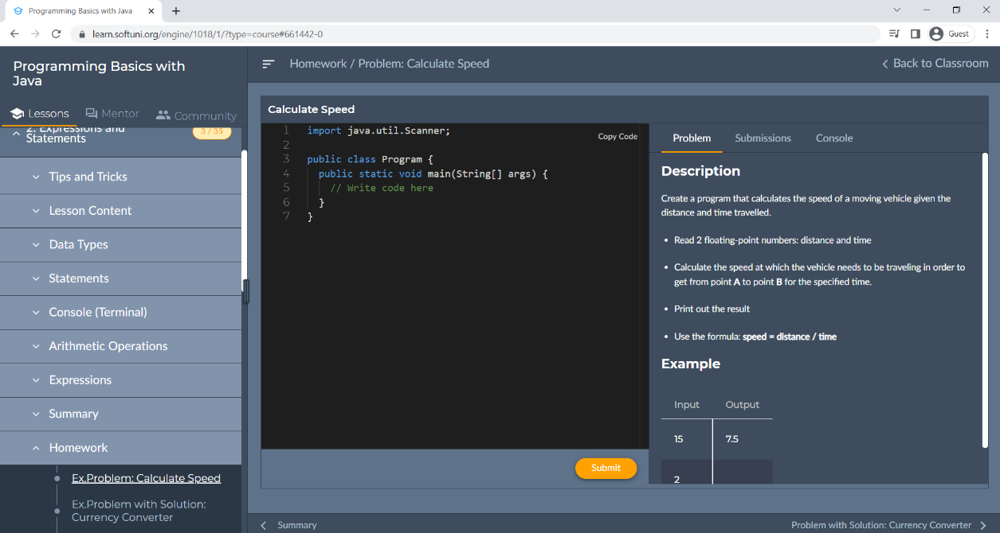 Programming Basics with Java
learn.softuni.org/engine/1018/1/?type=course#661442-0
Guest
Programming Basics with
Java
Lessons
Mentor
Community
2. Expressions and
Statements
3 / 35
Tips and Tricks
Lesson Content
Data Types
Statements
Console (Terminal)
Arithmetic Operations
Expressions
Summary
Homework
Ex.Problem: Calculate Speed
Ex.Problem with Solution:
Currency Converter
Homework / Problem: Calculate Speed
Back to Classroom
Calculate Speed
1 import java.util.Scanner;
Copy Code
2
3 public class Program {
4 public static void main(String[] args) {
5 // Write code here
6 }
7 }
Submit
Problem
Submissions
Console
Description
Create a program that calculates the speed of a moving vehicle given the
distance and time travelled.
• Read 2 floating-point numbers: distance and time
• Calculate the speed at which the vehicle needs to be traveling in order to
get from point A to point B for the specified time.
• Print out the result
• Use the formula: speed = distance / time
Example
Input Output
15 7.5
2
Summary
Problem with Solution: Currency Converter